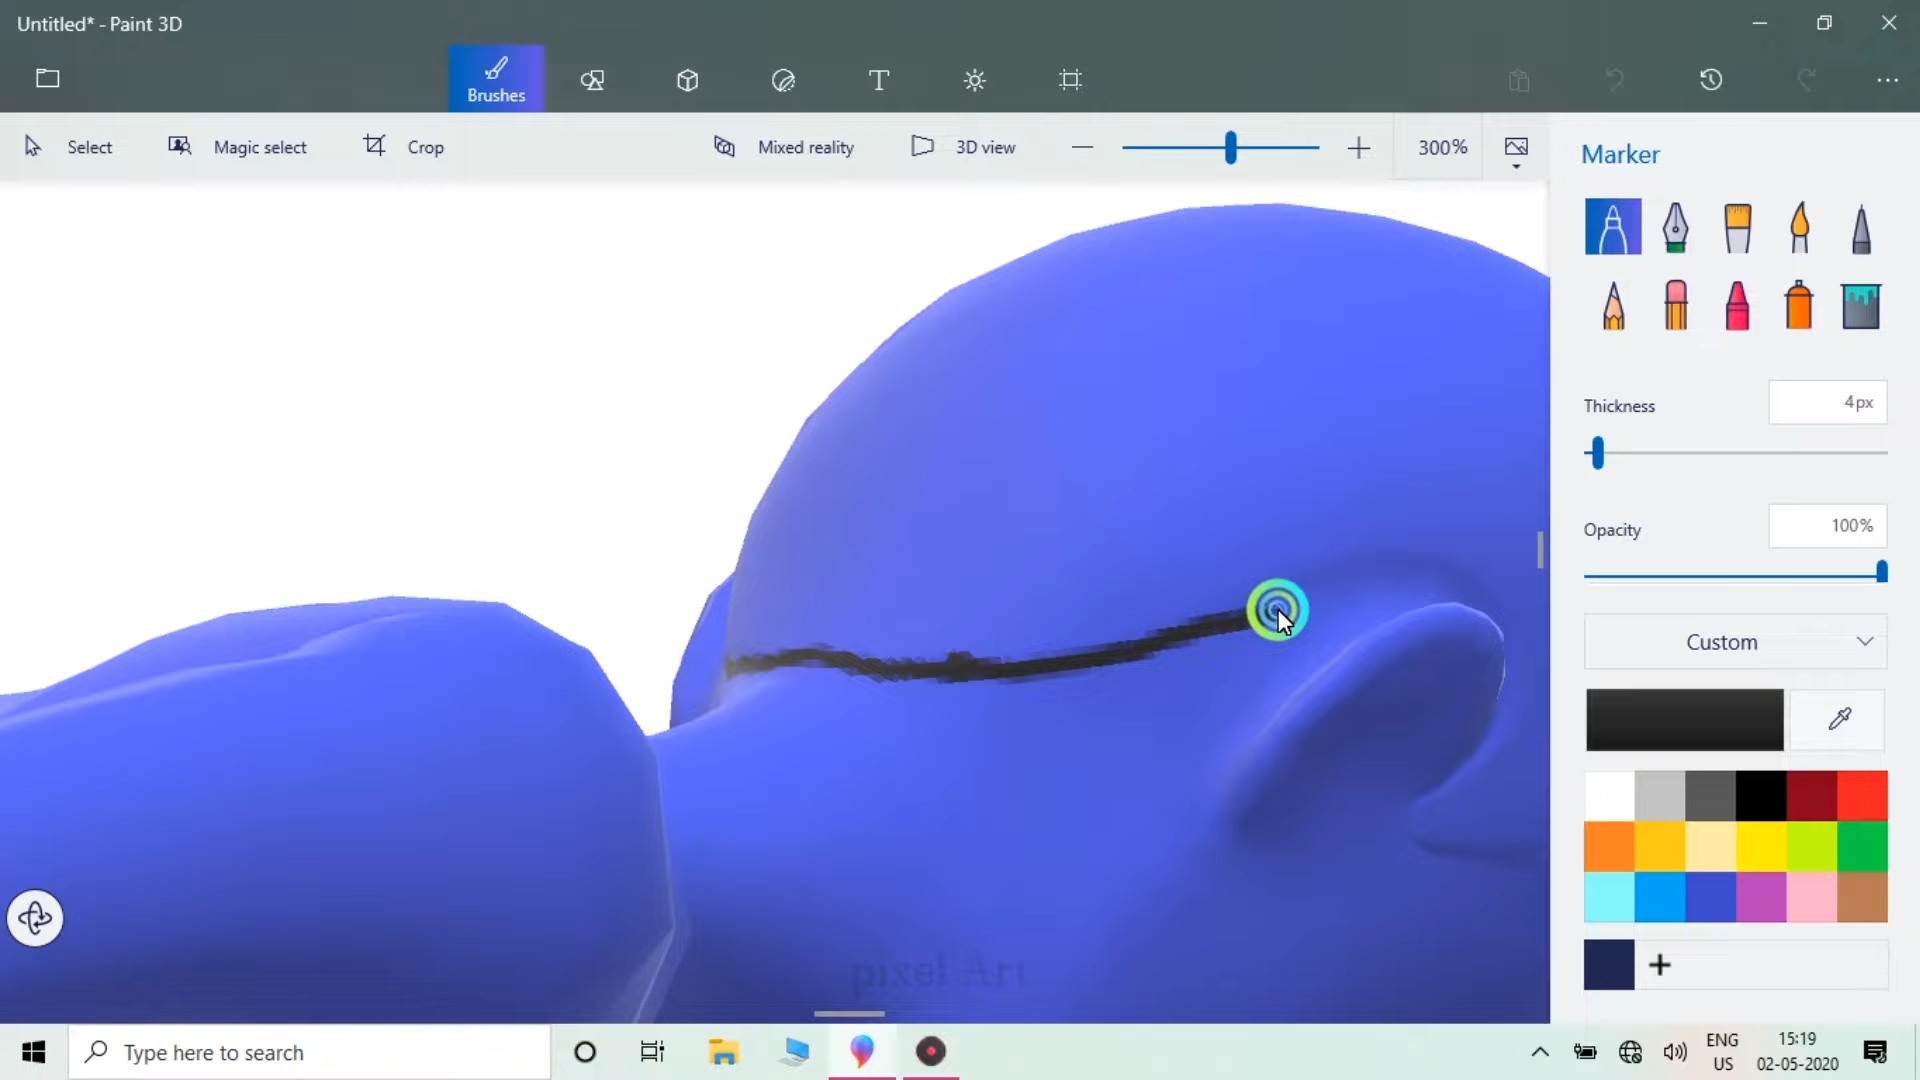 Untitled* - Paint 3D
Brushes
Select
Magic select
Crop
Mixed reality
3D view
300%
Marker
Thickness
4px
Opacity
100%
Custom
pixel Art
Type here to search
ENG
US
15:19
02-05-2020